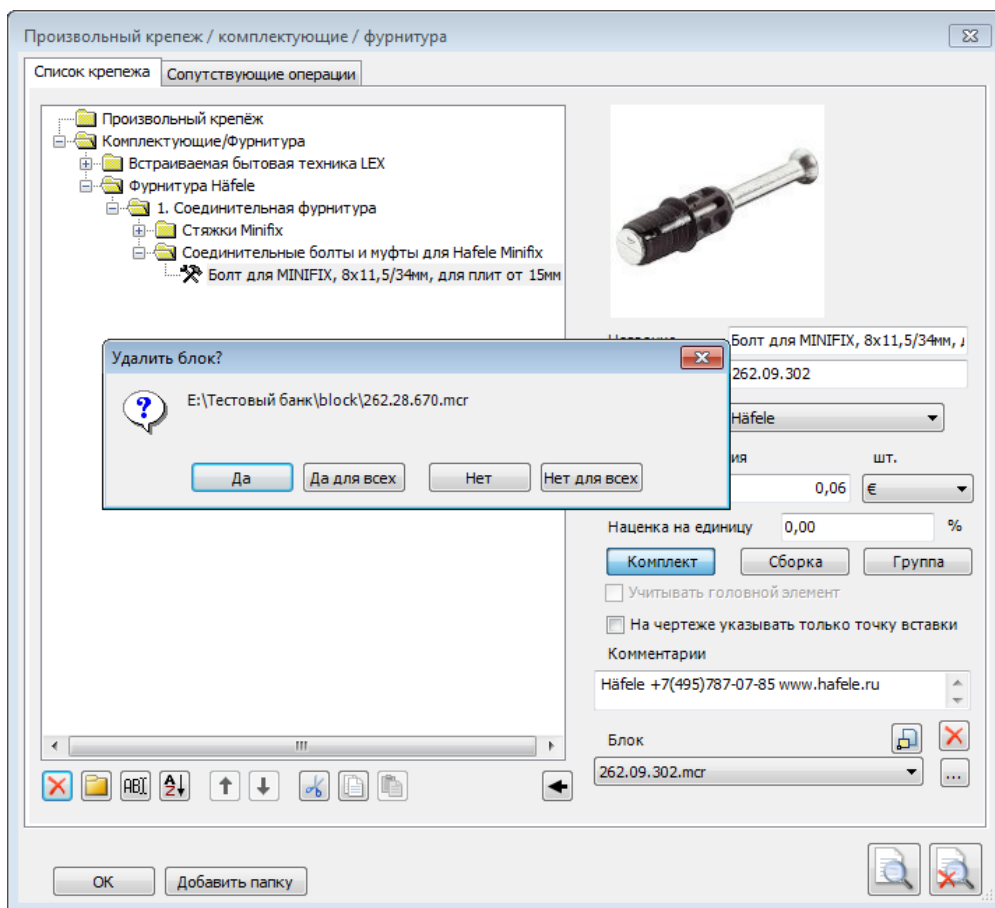 Произвольный крепеж / комплектующие / фурнитура
Список крепежа
Сопутствующие операции
Произвольный крепёж
Комплектующие/Фурнитура
Встраиваемая бытовая техника LEX
Фурнитура Häfele
1. Соединительная фурнитура
Стяжки Minifix
Соединительные болты и муфты для Hafele Minifix
Болт для MINIFIX, 8x11,5/34мм, для плит от 15мм
Болт для MINIFIX, 8x11,5/34мм, д
262.09.302
Häfele
ия шт.
0,06 €
Удалить блок?
E:\Тестовый банк\block\262.28.670.mcr
Да Да для всех Нет Нет для всех
Наценка на единицу 0,00 %
Комплект Сборка Группа
Учитывать головной элемент
На чертеже указывать только точку вставки
Комментарии
Häfele +7(495)787-07-85 www.hafele.ru
Блок
262.09.302.mcr ...
ABI A Z
OK Добавить папку